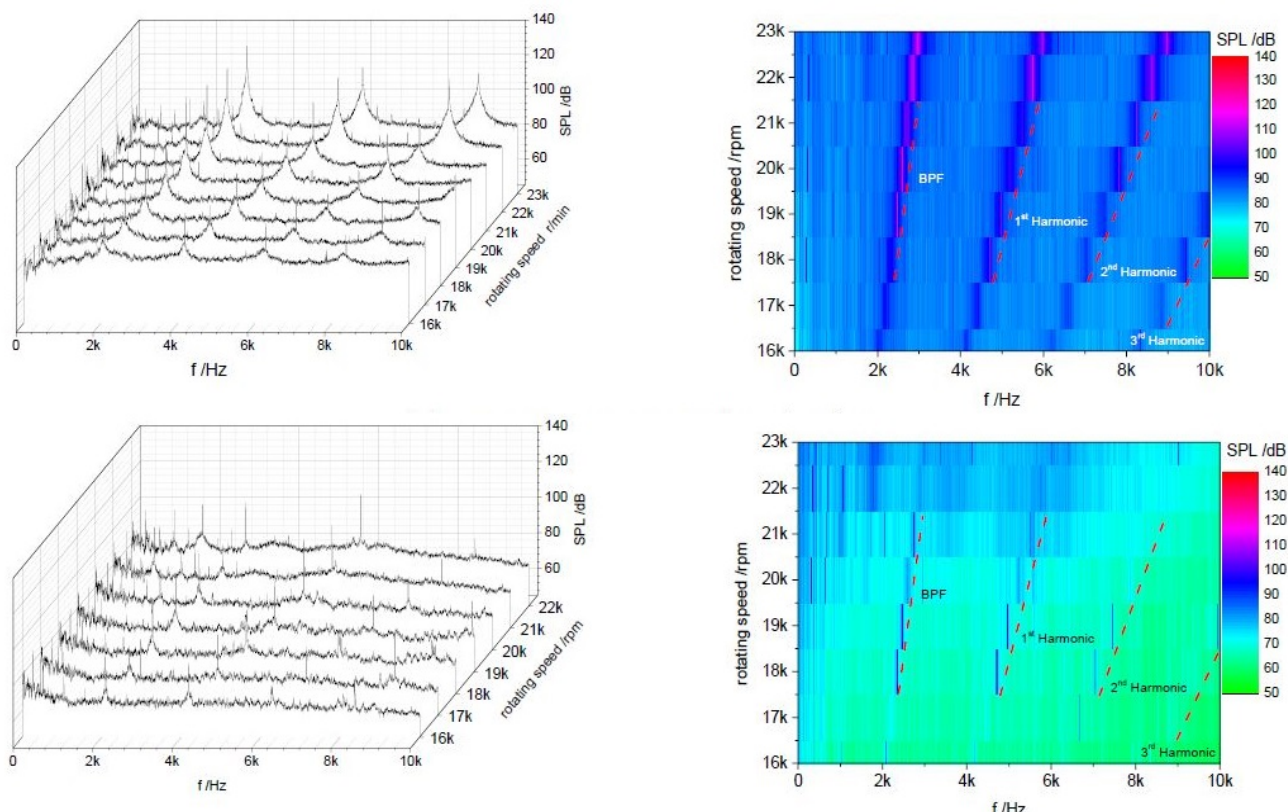 140
120
100
80
60
SPL /dB
23k
22k
21k
20k
19k
18k
17k
16k
rotating speed r/min
0
2k
4k
6k
8k
10k
f /Hz
23k
22k
21k
20k
19k
18k
17k
16k
rotating speed /rpm
BPF
1st Harmonic
2nd Harmonic
3rd Harmonic
0
2k
4k
6k
8k
10k
f /Hz
SPL /dB
140
130
120
110
100
90
80
70
60
50
140
120
100
80
60
SPL /dB
22k
21k
20k
19k
18k
17k
16k
rotating speed /rpm
0
2k
4k
6k
8k
10k
f /Hz
23k
22k
21k
20k
19k
18k
17k
16k
rotating speed /rpm
BPF
1st Harmonic
2nd Harmonic
3rd Harmonic
0
2k
4k
6k
8k
10k
f /Hz
SPL /dB
140
130
120
110
100
90
80
70
60
50